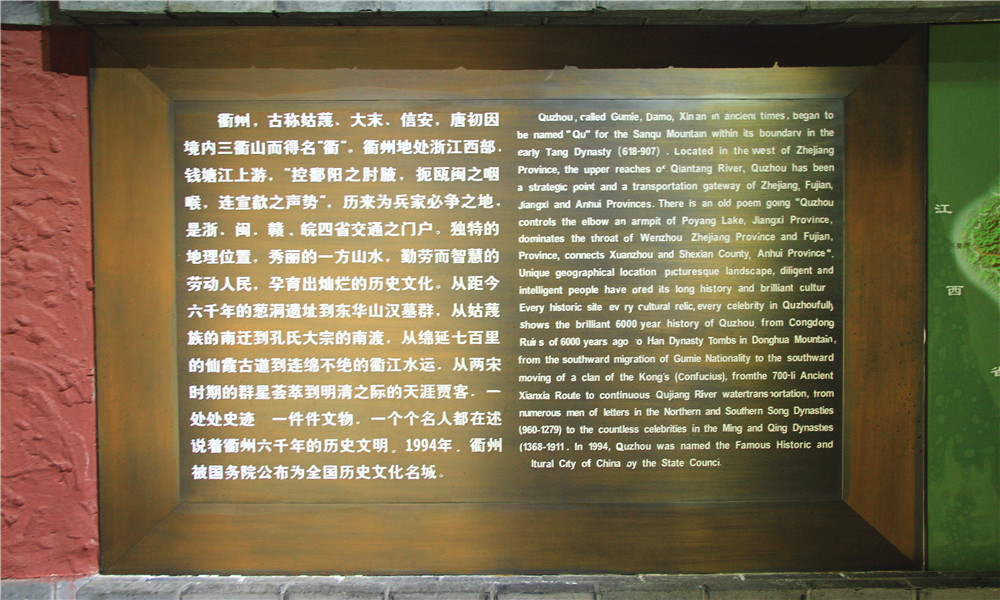 衢州，古称姑蔑、大末、信安，唐初因
境内三衢山而得名“衢”。衢州地处浙江西部，
钱塘江上游，“控鄱阳之肘腋，扼瓯闽之咽
喉，连宣歙之声势”，历来为兵家必争之地，
是浙、闽、赣、皖四省交通之门户。独特的
地理位置，秀丽的一方山水，勤劳而智慧的
劳动人民，孕育出灿烂的历史文化。从距今
六千年的葱洞遗址到东华山汉墓群，从姑蔑
族的南迁到孔氏大宗的南渡，从绵延七百里
的仙霞古道到连绵不绝的衢江水运，从两宋
时期的群星荟萃到明清之际的天涯贾客，一
处处史迹 一件件文物，一个个名人都在述
说着衢州六千年的历史文明。1994年，衢州
被国务院公布为全国历史文化名城。
Quzhou, called Gumie, Damo, Xin an in ancient times, began to
be named "Qu" for the Sanqu Mountain within its boundary in the
early Tang Dynasty (618-907) . Located in the west of Zhejiang
Province, the upper reaches of Qiantang River, Quzhou has been
a strategic point and a transportation gateway of Zhejiang, Fujian,
Jiangxi and Anhui Provinces. There is an old poem going "Quzhou
controls the elbow an armpit of Poyang Lake, Jiangxi Province,
dominates the throat of Wenzhou Zhejiang Province and Fujian,
Province, connects Xuanzhou and Shexian County, Anhui Province".
Unique geographical location picturesque landscape, diligent and
intelligent people have ored its long history and brilliant cultur
Every historic site ev ry cultural relic, every celebrity in Quzhoufully
shows the brilliant 6000 year history of Quzhou from Congdong
Rui s of 6000 years ago o Han Dynasty Tombs in Donghua Mountain,
from the southward migration of Gumie Nationality to the southward
moving of a clan of the Kong's (Confucius), fromthe 700-li Ancient
Xianxia Route to continuous Qujiang River watertrans ortation, from
numerous men of letters in the Northern and Southern Song Dynasties
(960-1279) to the countless celebrities in the Ming and Qing Dynasties
(1368-1911. In 1994, Quzhou was named the Famous Historic and
ltural City of China by the State Counci.
江
西
省